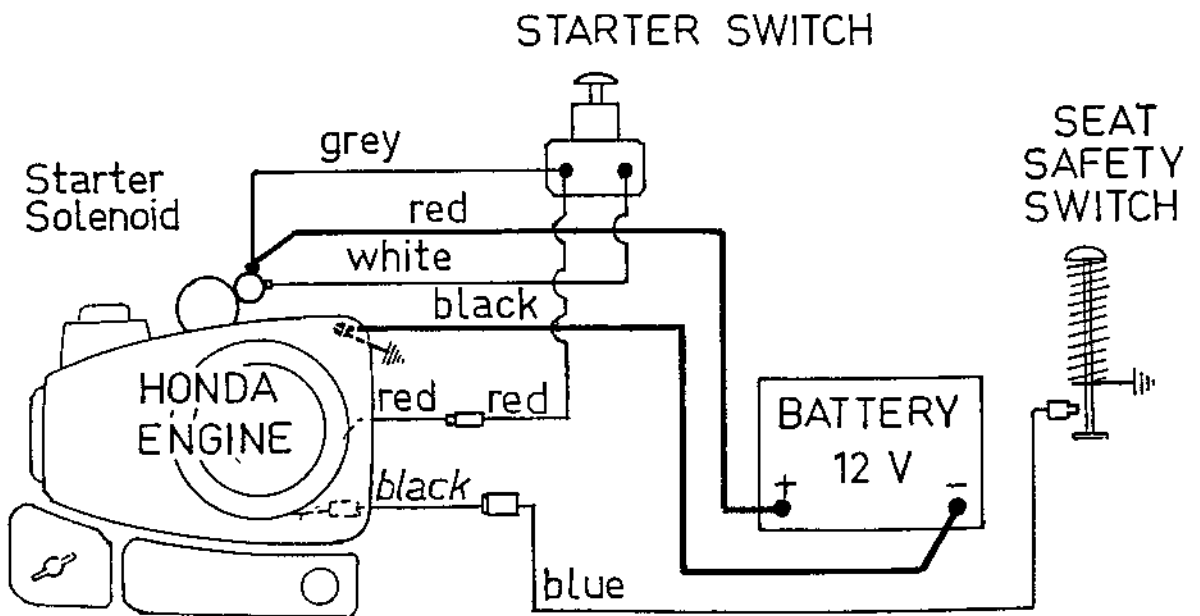 STARTER SWITCH
SEAT
SAFETY
SWITCH
grey
Starter
Solenoid
red
white
black
HONDA
ENGINE
red
red
BATTERY
12 V
+
-
black
blue